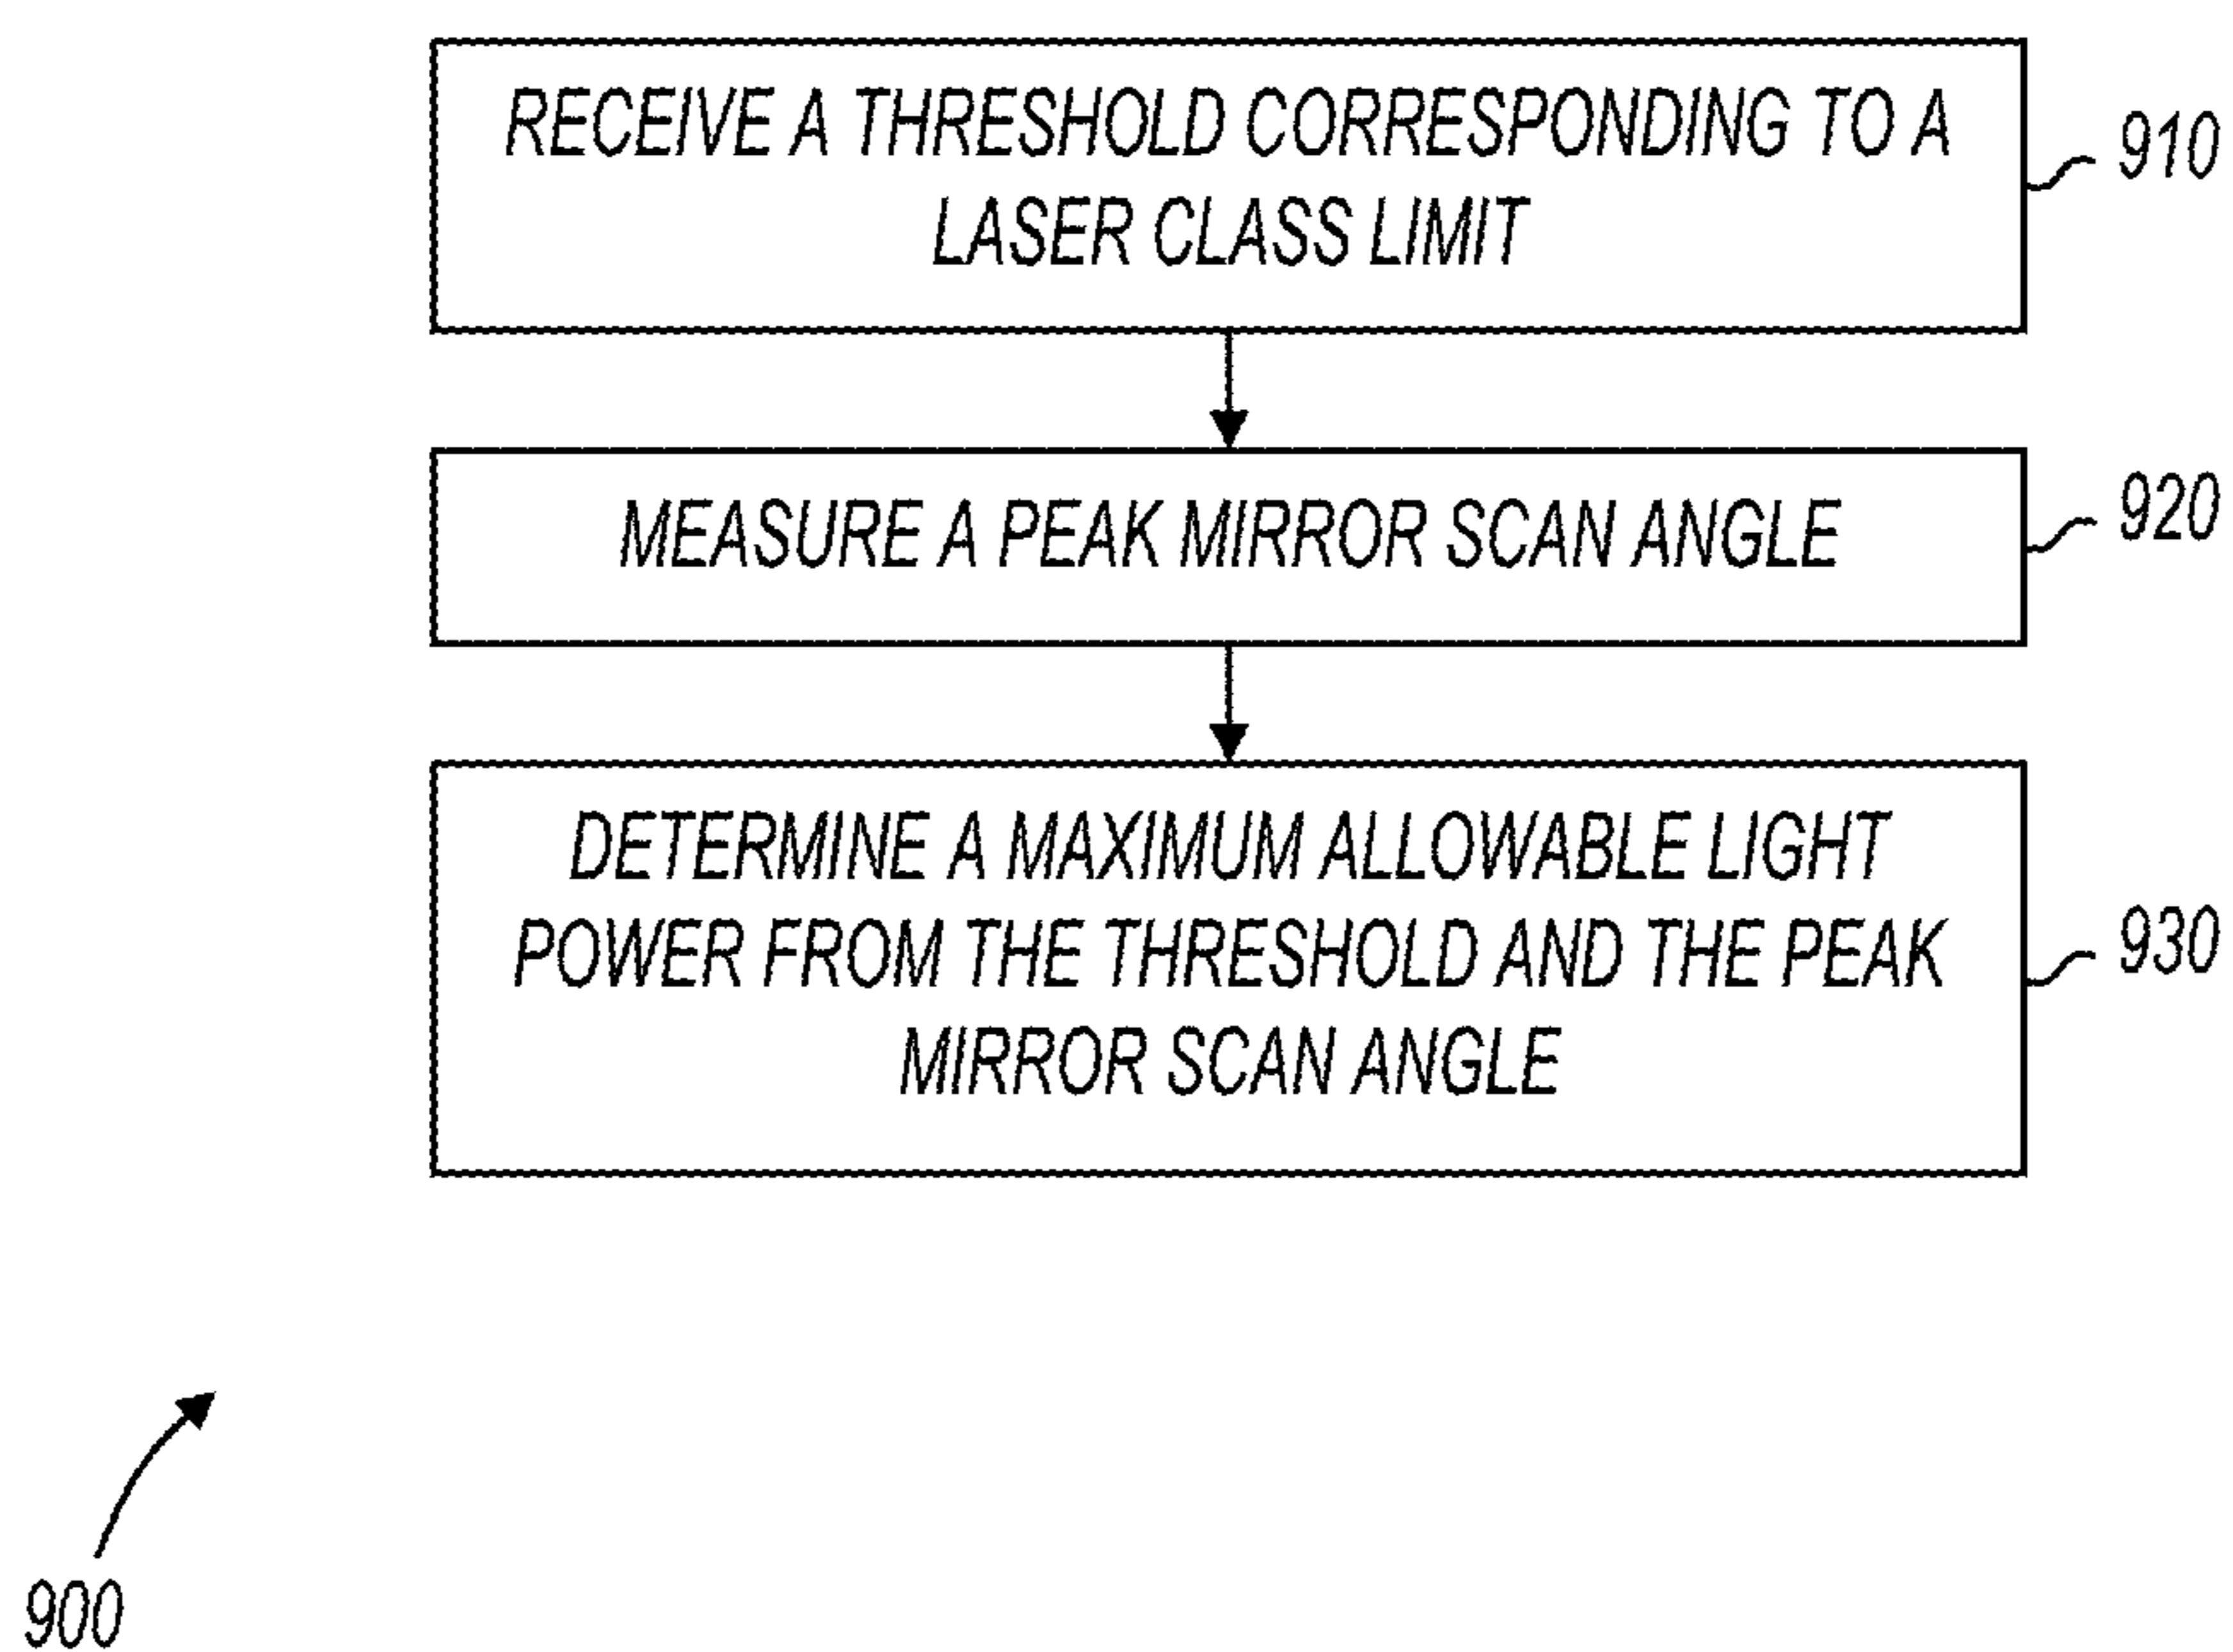 RECEIVE A THRESHOLD CORRESPONDING TO A
LASER CLASS LIMIT
910
MEASURE A PEAK MIRROR SCAN ANGLE
920
DETERMINE A MAXIMUM ALLOWABLE LIGHT
POWER FROM THE THRESHOLD AND THE PEAK
MIRROR SCAN ANGLE
930
900